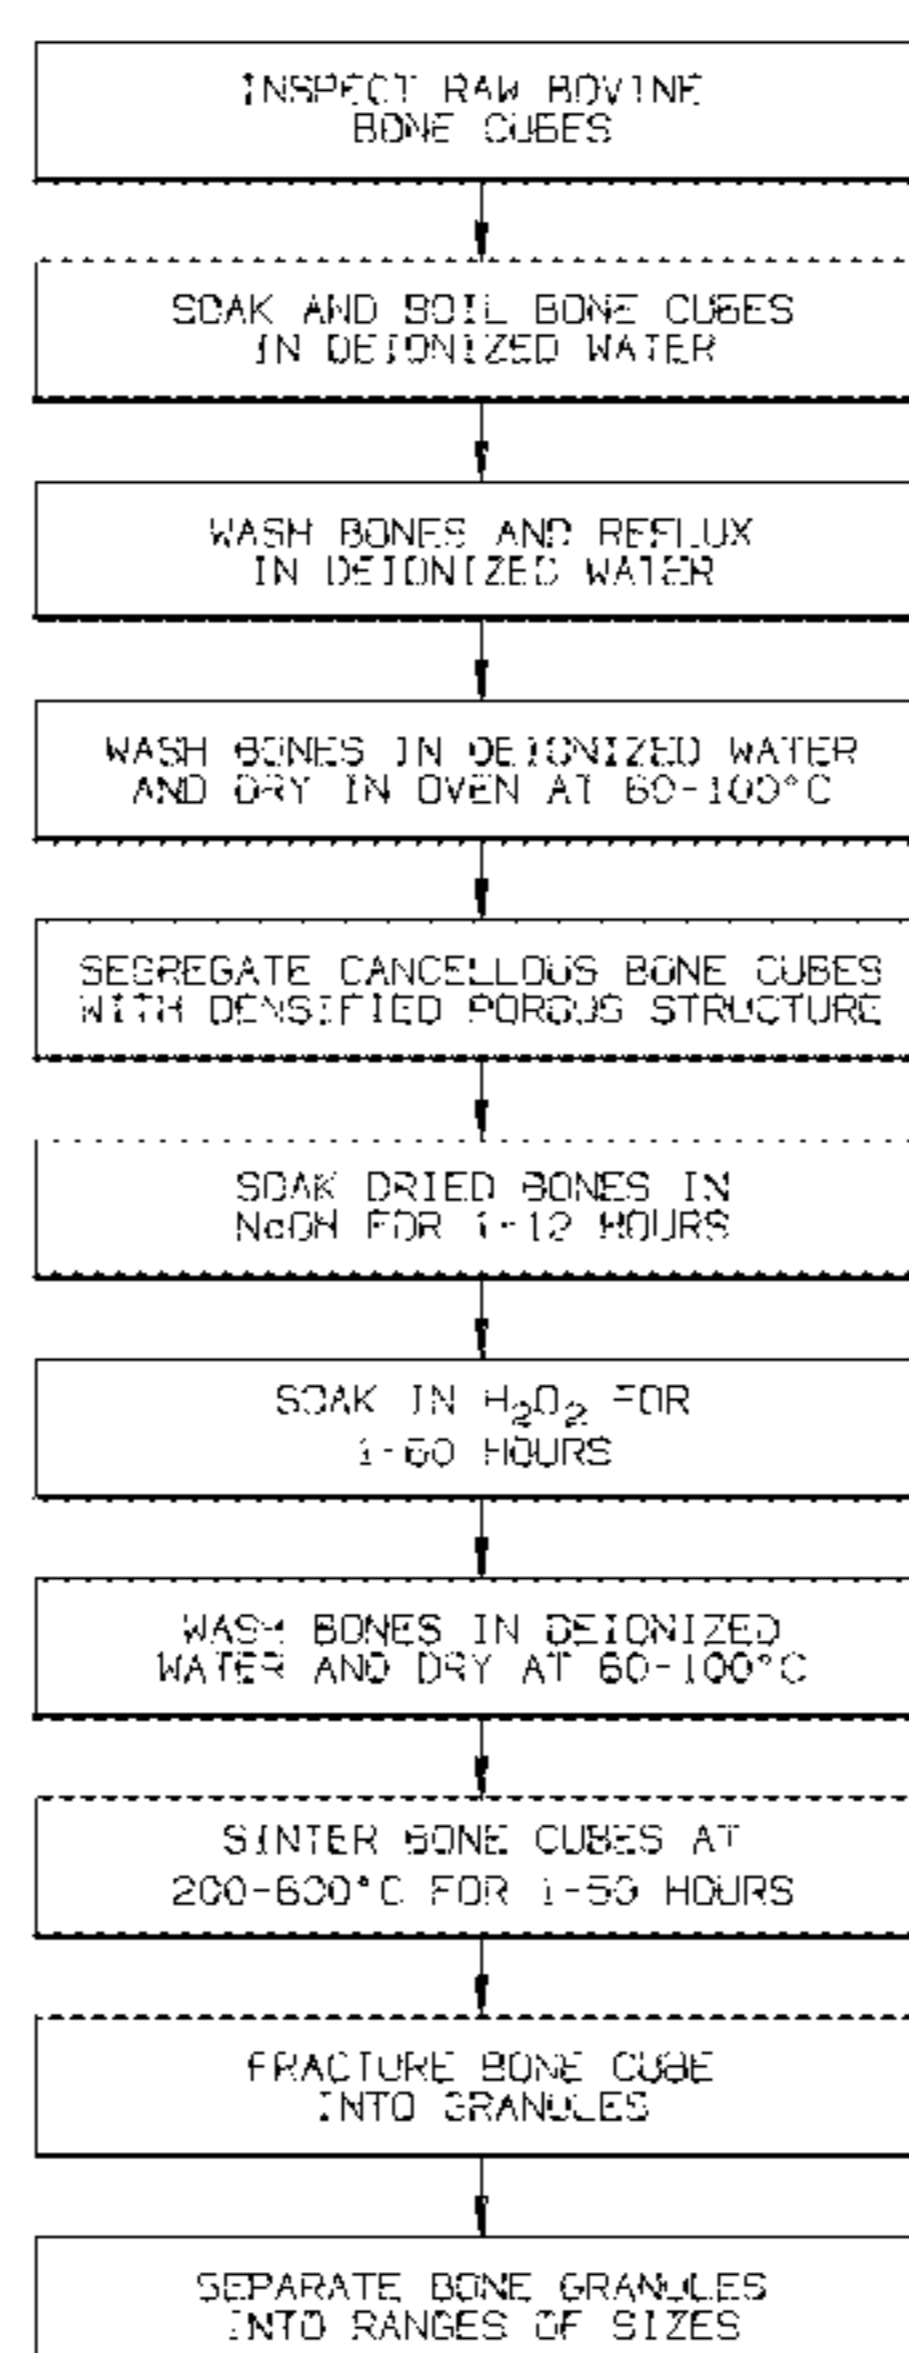 INSPECT RAW BOVINE
BONE CUBES
SOAK AND BOIL BONE CUBES
IN DEIONIZED WATER
WASH BONES AND REFLUX
IN DEIONIZED WATER
WASH BONES IN DEIONIZED WATER
AND DRY IN OVEN AT 60-100°C
SEGREGATE CANCELLOUS BONE CUBES
WITH DENSIFIED POROUS STRUCTURE
SOAK DRIED BONES IN
NaOH FOR 1-12 HOURS
SOAK IN H₂O₂ FOR
1-60 HOURS
WASH BONES IN DEIONIZED
WATER AND DRY AT 60-100°C
SINTER BONE CUBES AT
200-600°C FOR 1-50 HOURS
FRACTURE BONE CUBE
INTO GRANULES
SEPARATE BONE GRANULES
INTO RANGES OF SIZES